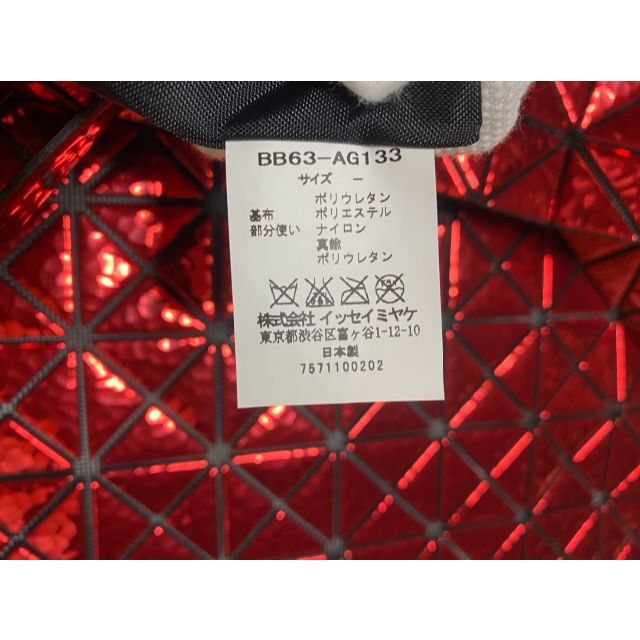 BB63-AG133
サイズ －
ポリウレタン
基布 ポリエステル
部分使い ナイロン
真鍮
ポリウレタン
株式会社 イッセイミヤケ
東京都渋谷区富ヶ谷1-12-10
日本製
7571100202